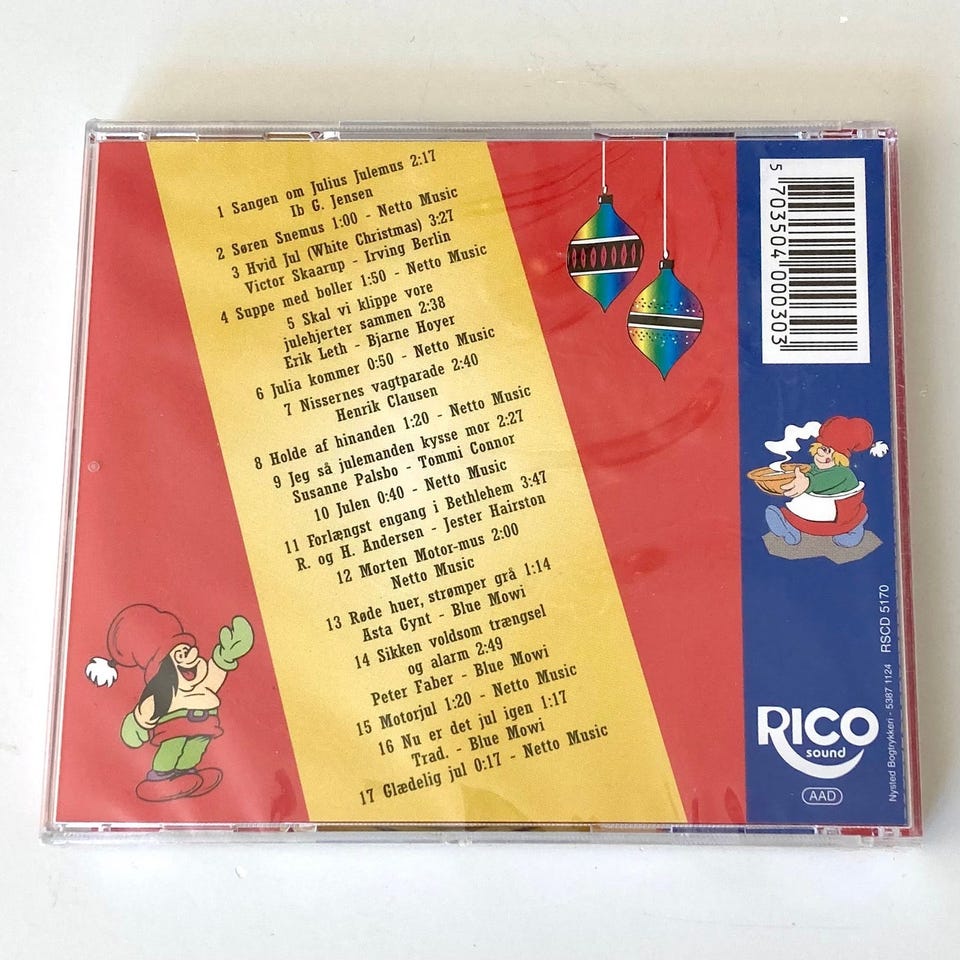 1 Sangen om Julius Julemus 2:17
Ib G. Jensen
2 Søren Snemus 1:00 - Netto Music
3 Hvid Jul (White Christmas) 3:27
Victor Skaarup - Irving Berlin
4 Suppe med boller 1:50 - Netto Music
5 Skal vi klippe vore
julehjerter sammen 2:38
Erik Leth - Bjarne Hoyer
6 Julia kommer 0:50 - Netto Music
7 Nissernes vagtparade 2:40
Henrik Clausen
8 Holde af hinanden 1:20 - Netto Music
9 Jeg så julemanden kysse mor 2:27
Susanne Palsbo - Tommi Connor
10 Julen 0:40 - Netto Music
11 Forlængst engang i Bethlehem 3:47
R. og H. Andersen - Jester Hairston
12 Morten Motor-mus 2:00
Netto Music
13 Røde huer, strømper grå 1:14
Asta Gynt - Blue Mowi
14 Sikken voldsom trængsel
og alarm 2:49
Peter Faber - Blue Mowi
15 Motorjul 1:20 - Netto Music
16 Nu er det jul igen 1:17
Trad. - Blue Mowi
17 Glædelig jul 0:17 - Netto Music
5 703504 000303
RICO
sound
AAD
Nysted Bogtrykkeri - 5387 1124 RSCD 5170